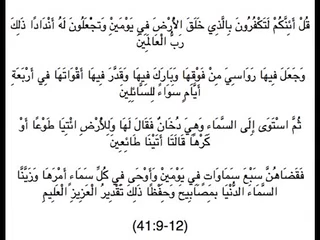 قُلْ أَئِنَّكُمْ لَتَكْفُرُونَ بِالَّذِي خَلَقَ الْأَرْضَ فِي يَوْمَيْنِ وَتَجْعَلُونَ لَهُ أَندَادًا ذَلِكَ
رَبُّ الْعَالَمِينَ
وَجَعَلَ فِيهَا رَوَاسِيَ مِن فَوْقِهَا وَبَارَكَ فِيهَا وَقَدَّرَ فِيهَا أَقْوَاتَهَا فِي أَرْبَعَةِ
أَيَّامٍ سَوَاءً لِّلسَّائِلِينَ
ثُمَّ اسْتَوَى إِلَى السَّمَاءِ وَهِيَ دُخَانٌ فَقَالَ لَهَا وَلِلْأَرْضِ ائْتِيَا طَوْعًا أَوْ
كَرْهًا قَالَتَا أَتَيْنَا طَائِعِينَ
فَقَضَاهُنَّ سَبْعَ سَمَاوَاتٍ فِي يَوْمَيْنِ وَأَوْحَى فِي كُلِّ سَمَاءٍ أَمْرَهَا وَزَيَّنَّا
السَّمَاءَ الدُّنْيَا بِمَصَابِيحَ وَحِفْظًا ذَلِكَ تَقْدِيرُ الْعَزِيزِ الْعَلِيمِ
(41:9-12)